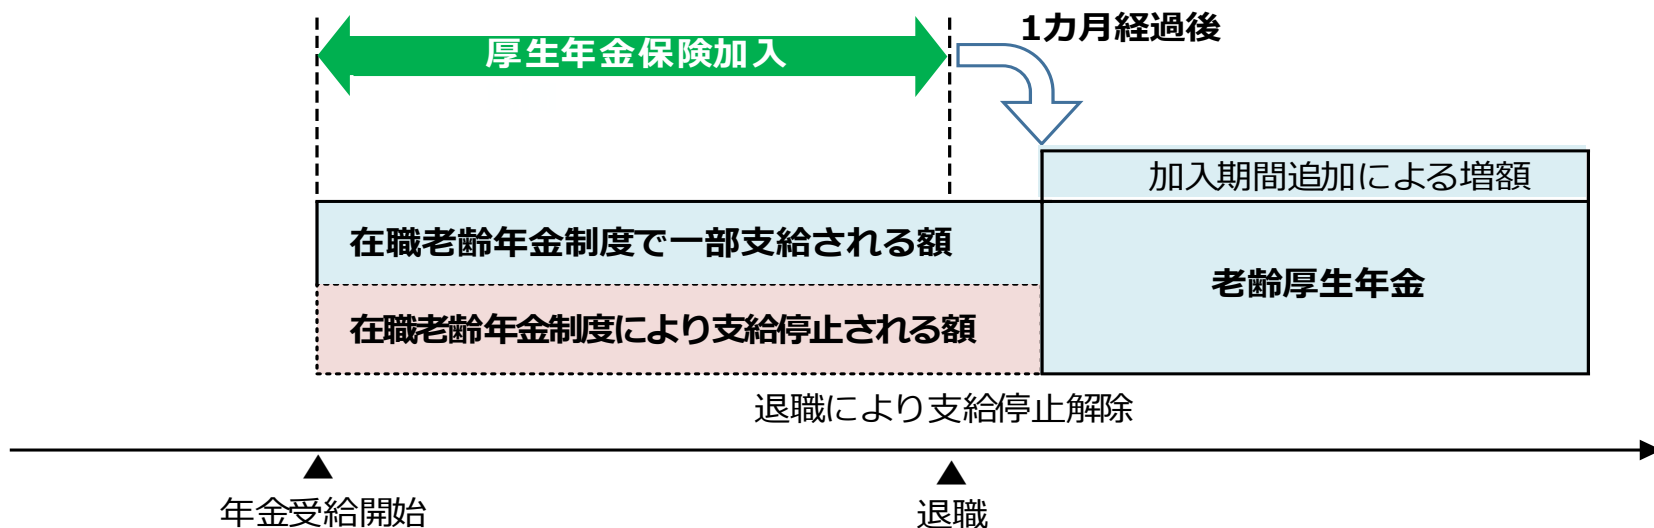 1カ月経過後
厚生年金保険加入
加入期間追加による増額
在職老齢年金制度で一部支給される額
老齢厚生年金
在職老齢年金制度により支給停止される額
退職により支給停止解除
年金受給開始
退職